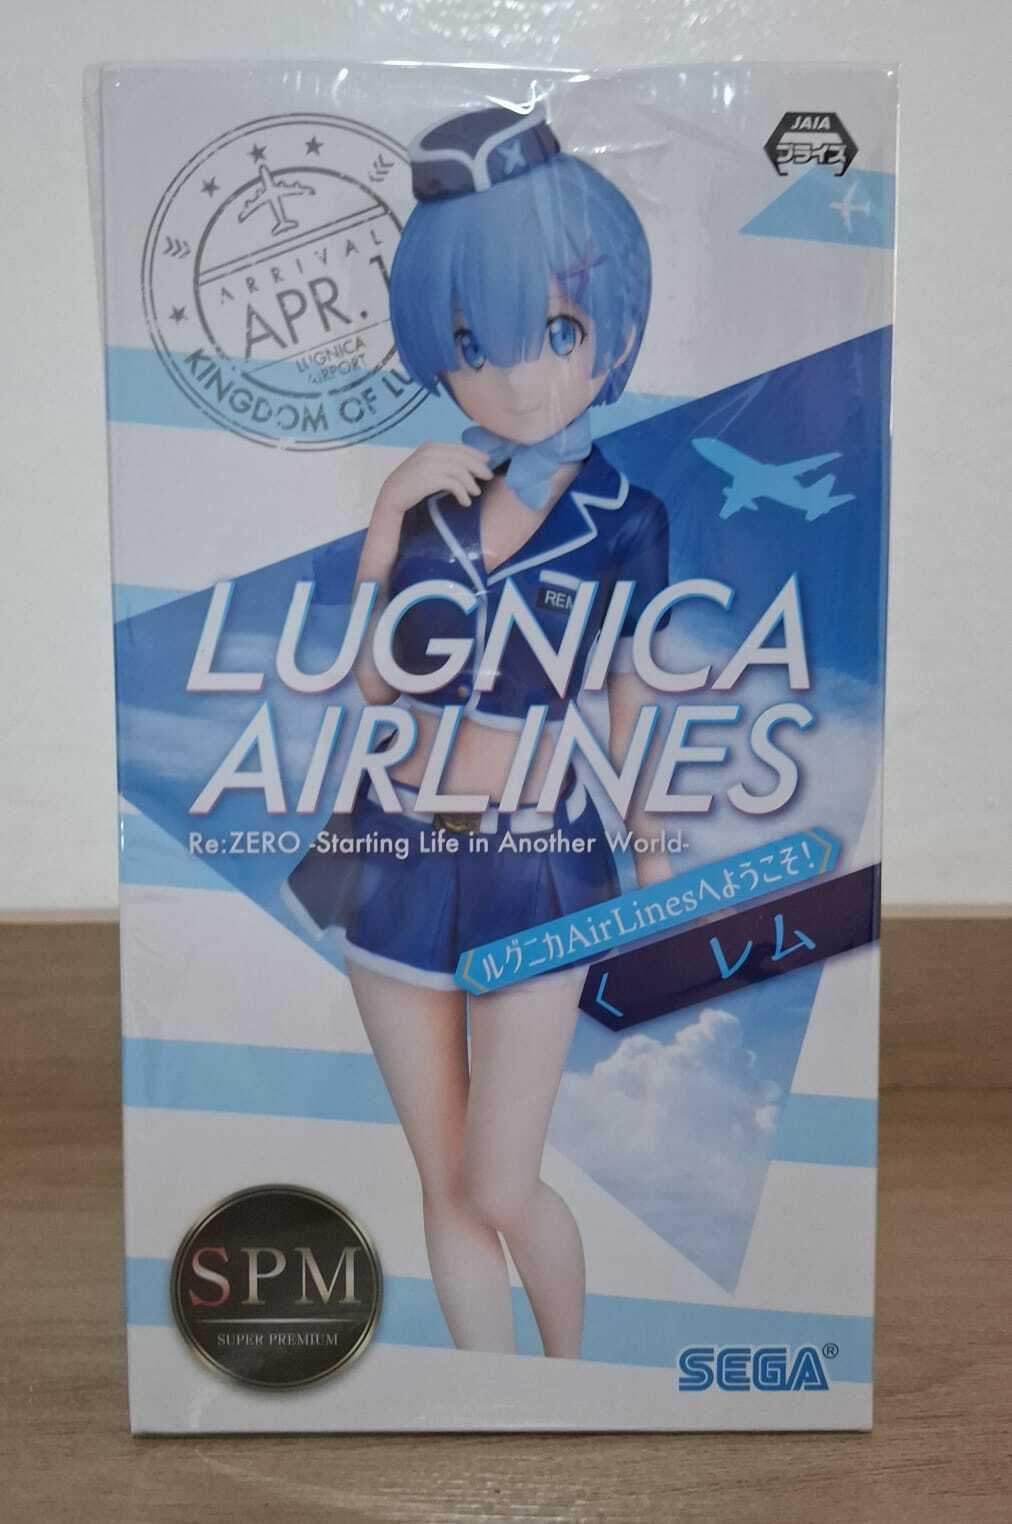 JAIA
プライズ
ARRIVAL
APR. 1
LUGNICA
AIRPORT
KINGDOM OF LU
REM
LUGNICA
AIRLINES
Re:ZERO -Starting Life in Another World-
ルグニカAirLinesへようこそ!
レム
SPM
SUPER PREMIUM
SEGA®